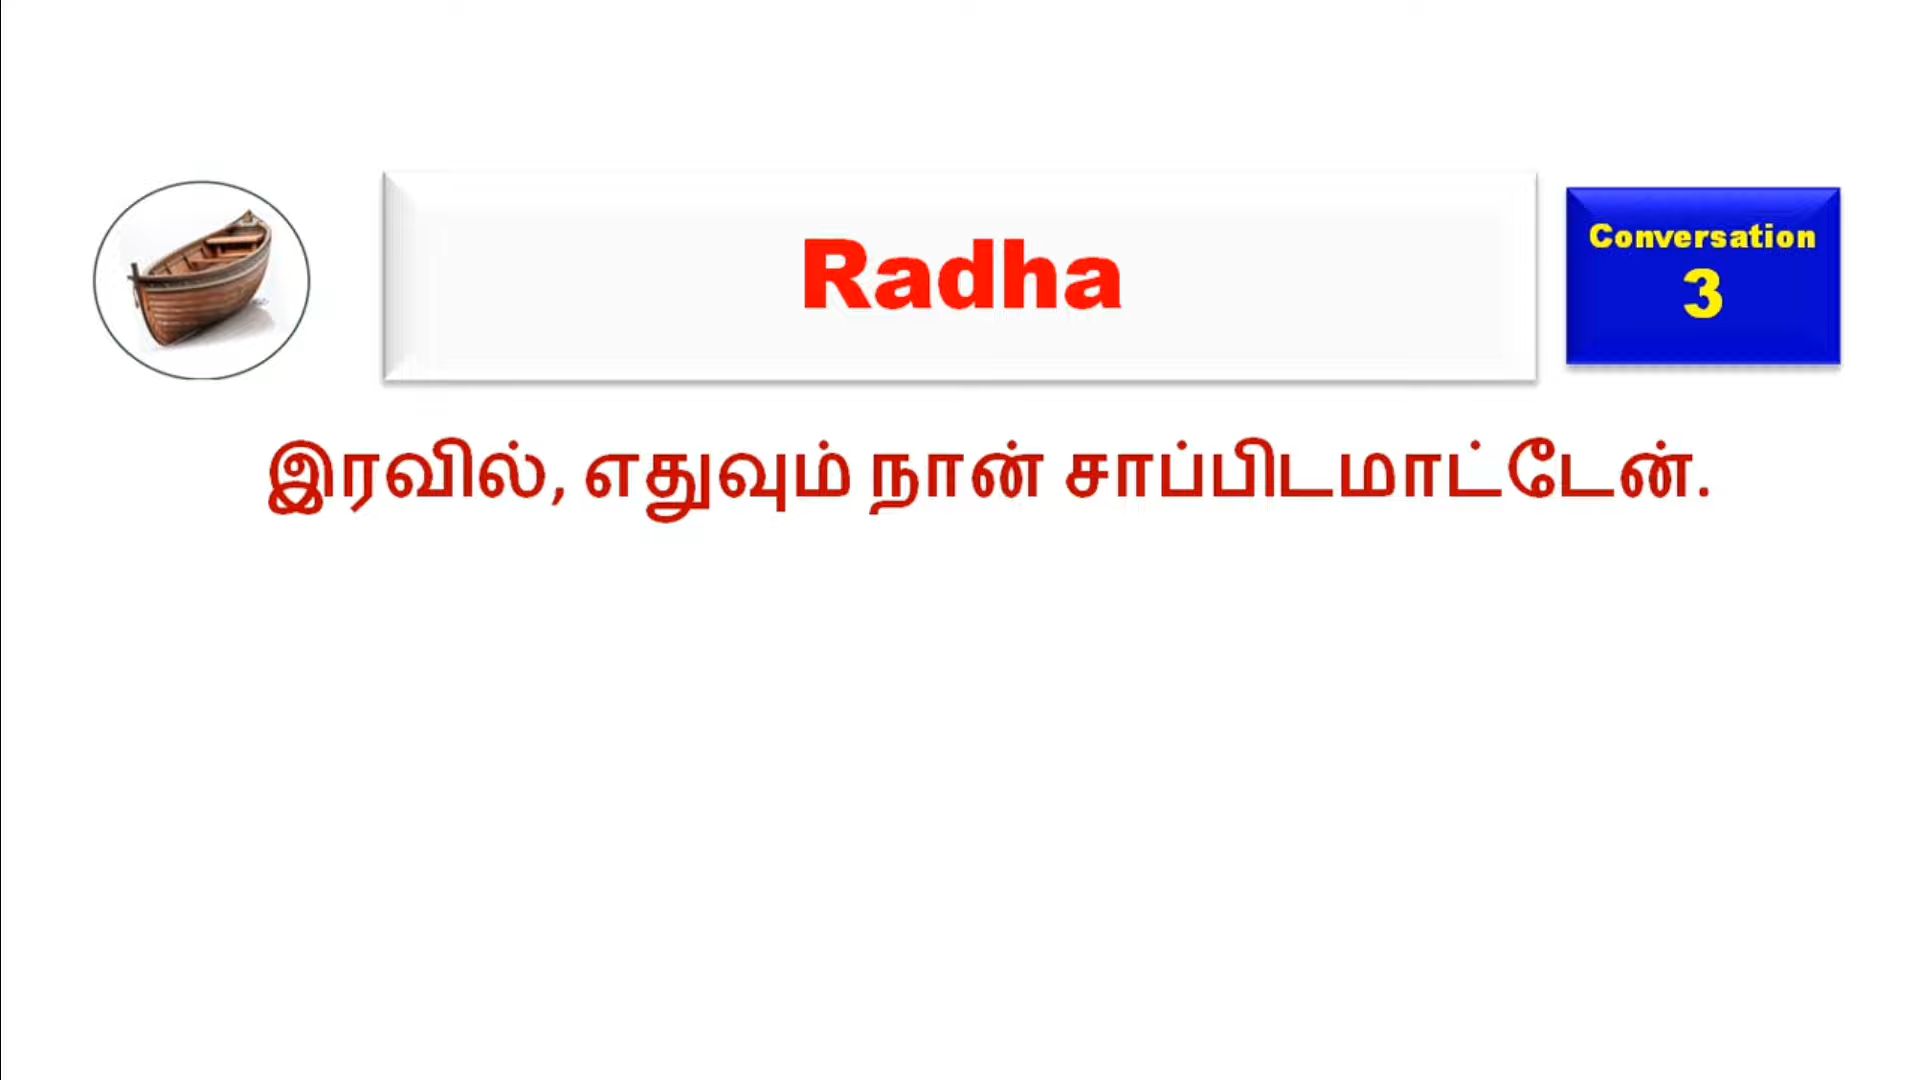 Radha
Conversation
3
இரவில், எதுவும் நான் சாப்பிடமாட்டேன்.